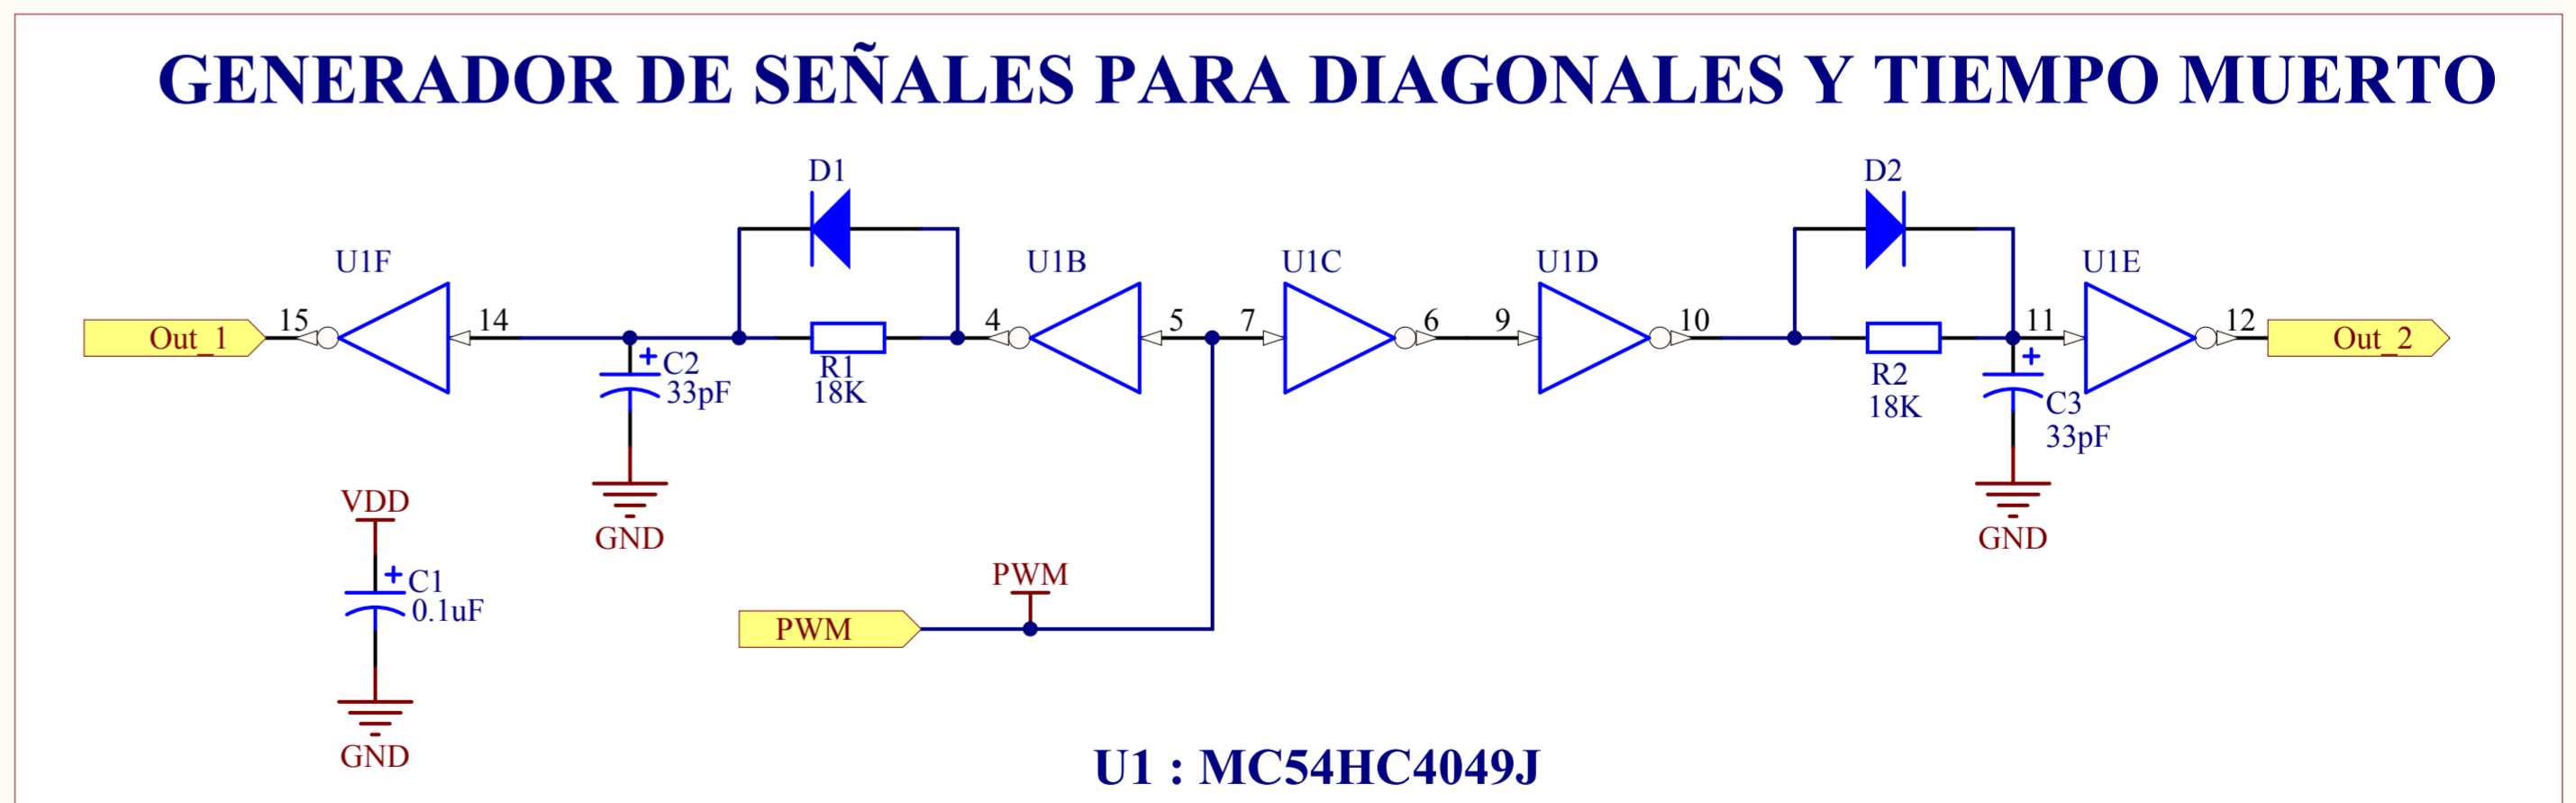 GENERADOR DE SEÑALES PARA DIAGONALES Y TIEMPO MUERTO
D1
D2
U1F
U1B
U1C
U1D
U1E
Out_1
15
14
4
5
7
6
9
10
11
12
Out_2
+
C2
33pF
R1
18K
R2
18K
+
C3
33pF
GND
GND
VDD
+
C1
0.1uF
GND
PWM
PWM
U1 : MC54HC4049J